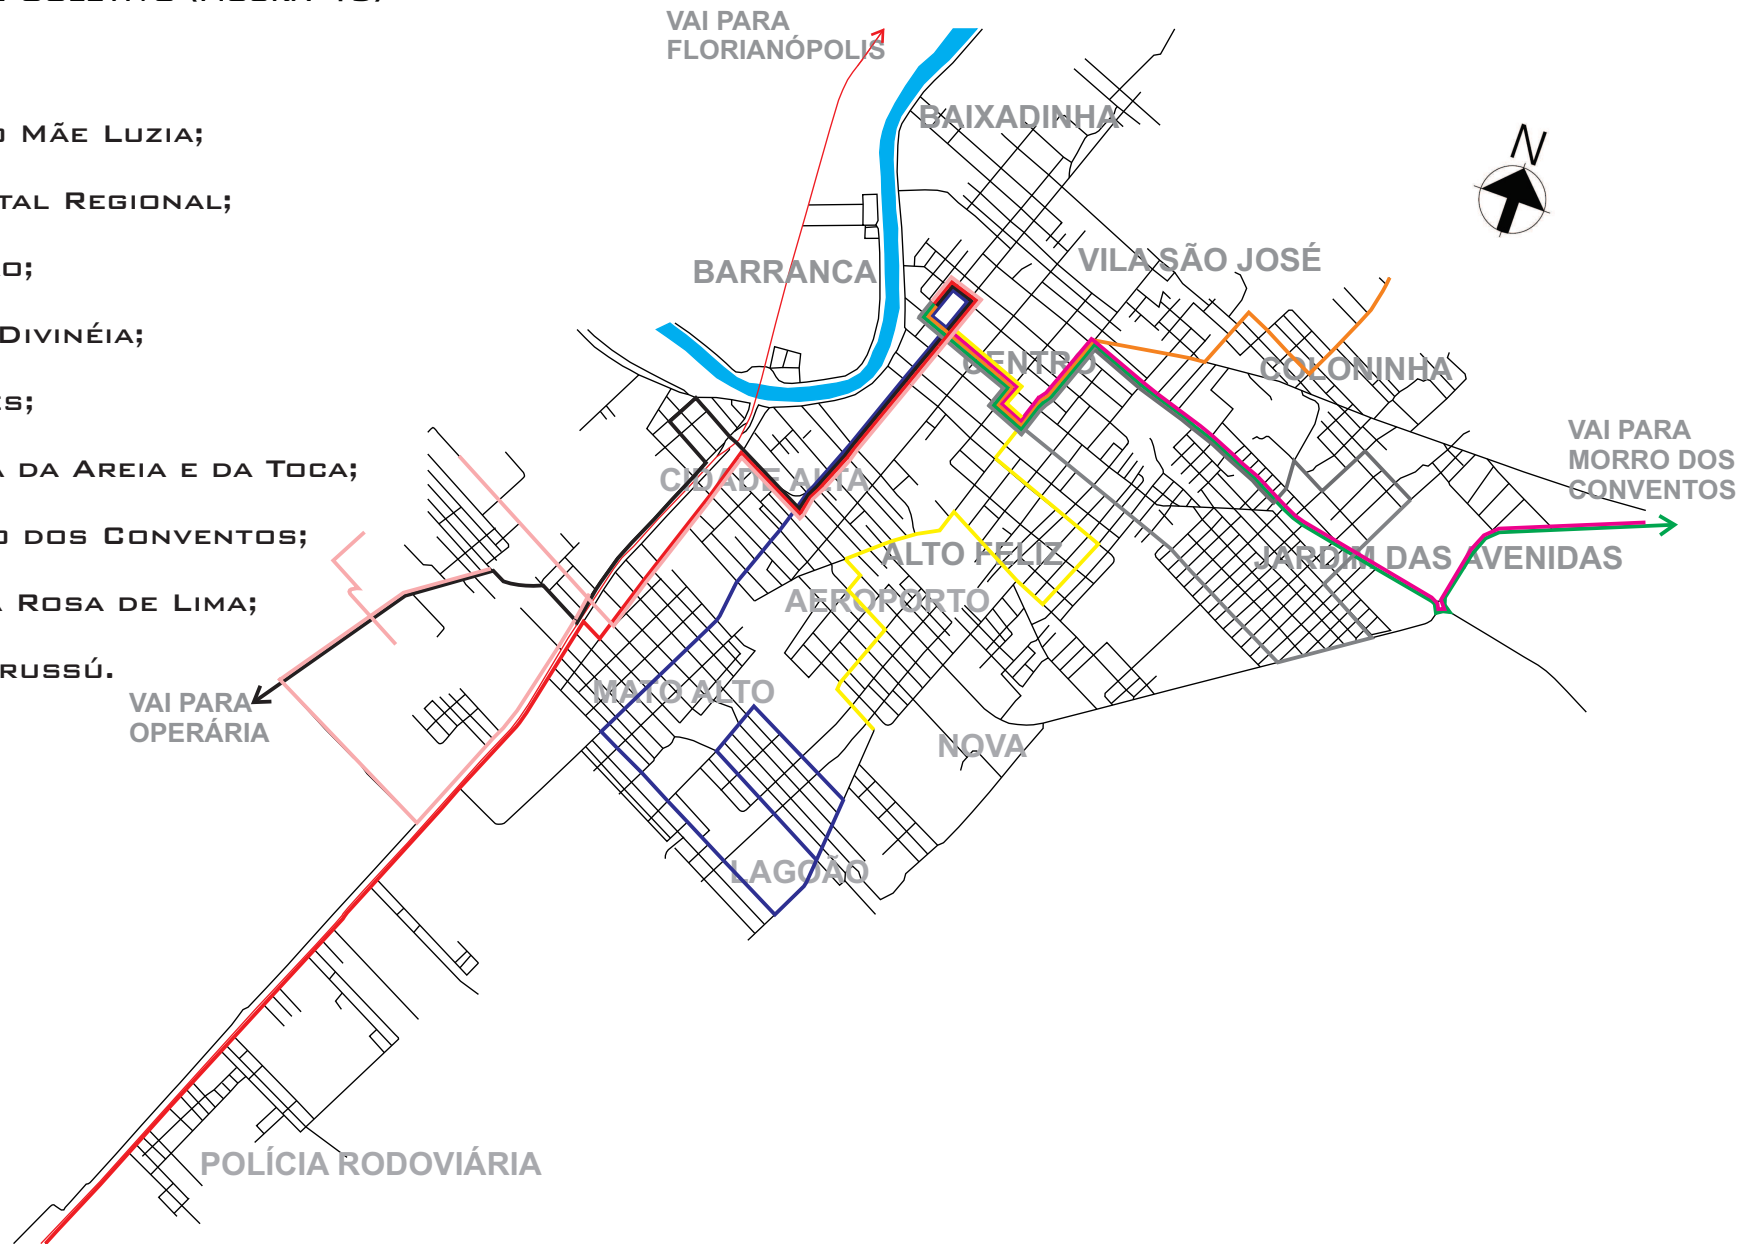 VAI PARA
FLORIANÓPOLIS
BAIXADINHA
O MÃE LUZIA;
N
TAL REGIONAL;
VILA SÃO JOSÉ
BARRANCA
O;
DIVINÉIA;
CENTRO
COLONINHA
ES;
VAI PARA
MORRO DOS
CONVENTOS
A DA AREIA E DA TOCA;
CIDADE ALTA
O DOS CONVENTOS;
ALTO FELIZ
JARDIM DAS AVENIDAS
AEROPORTO
A ROSA DE LIMA;
RUSSÚ.
MATO ALTO
VAI PARA
OPERÁRIA
NOVA
LAGOÃO
POLÍCIA RODOVIÁRIA